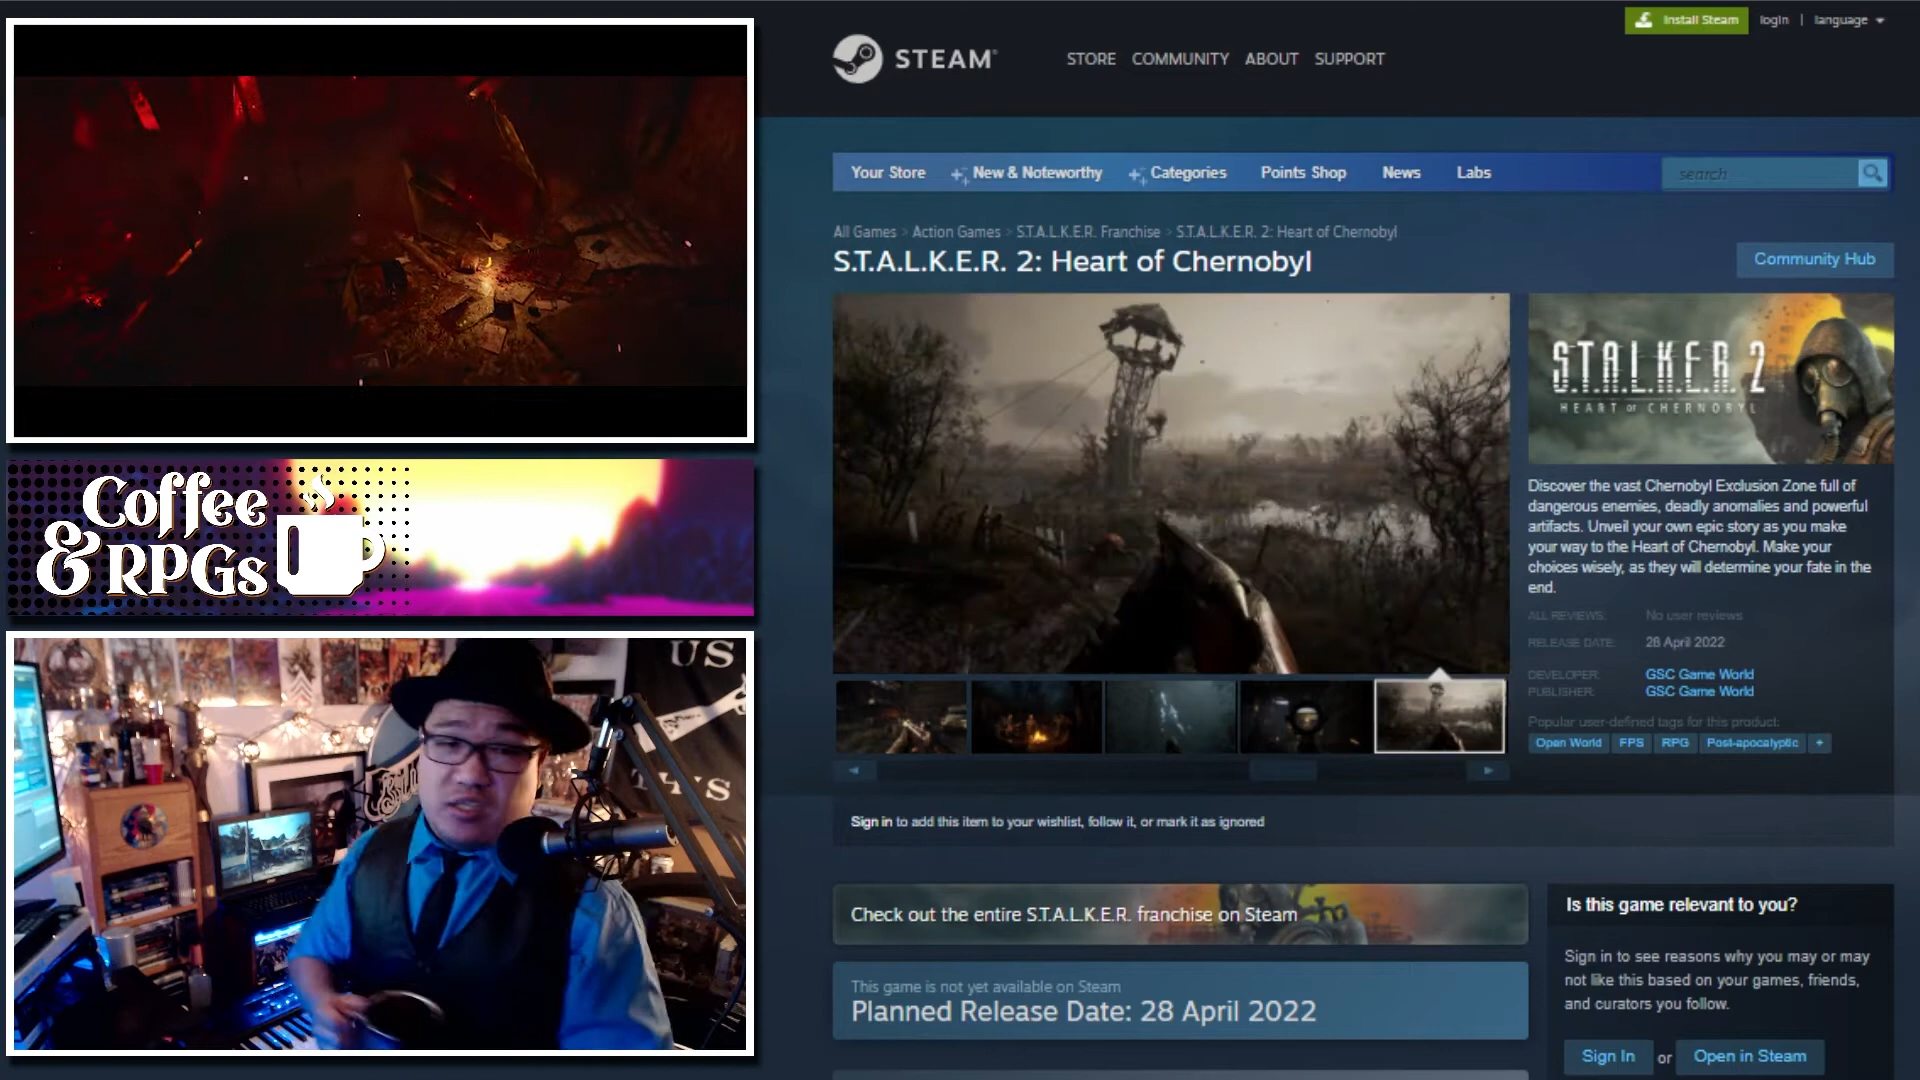 Install Steam login | language
STEAM®
STORE COMMUNITY ABOUT SUPPORT
Your Store New & Noteworthy Categories Points Shop News Labs search
All Games > Action Games > S.T.A.L.K.E.R. Franchise > S.T.A.L.K.E.R. 2: Heart of Chernobyl
S.T.A.L.K.E.R. 2: Heart of Chernobyl
Community Hub
S.T.A.L.K.E.R. 2
HEART OF CHERNOBYL
Discover the vast Chernobyl Exclusion Zone full of
dangerous enemies, deadly anomalies and powerful
artifacts. Unveil your own epic story as you make
your way to the Heart of Chernobyl. Make your
choices wisely, as they will determine your fate in the
end.
ALL REVIEWS: No user reviews
RELEASE DATE: 28 April 2022
DEVELOPER: GSC Game World
PUBLISHER: GSC Game World
Popular user-defined tags for this product:
Open World FPS RPG Post-apocalyptic +
Sign in to add this item to your wishlist, follow it, or mark it as ignored
Check out the entire S.T.A.L.K.E.R. franchise on Steam
This game is not yet available on Steam
Planned Release Date: 28 April 2022
Is this game relevant to you?
Sign in to see reasons why you may or may
not like this based on your games, friends,
and curators you follow.
Sign In or Open in Steam
Coffee
& RPGs
US